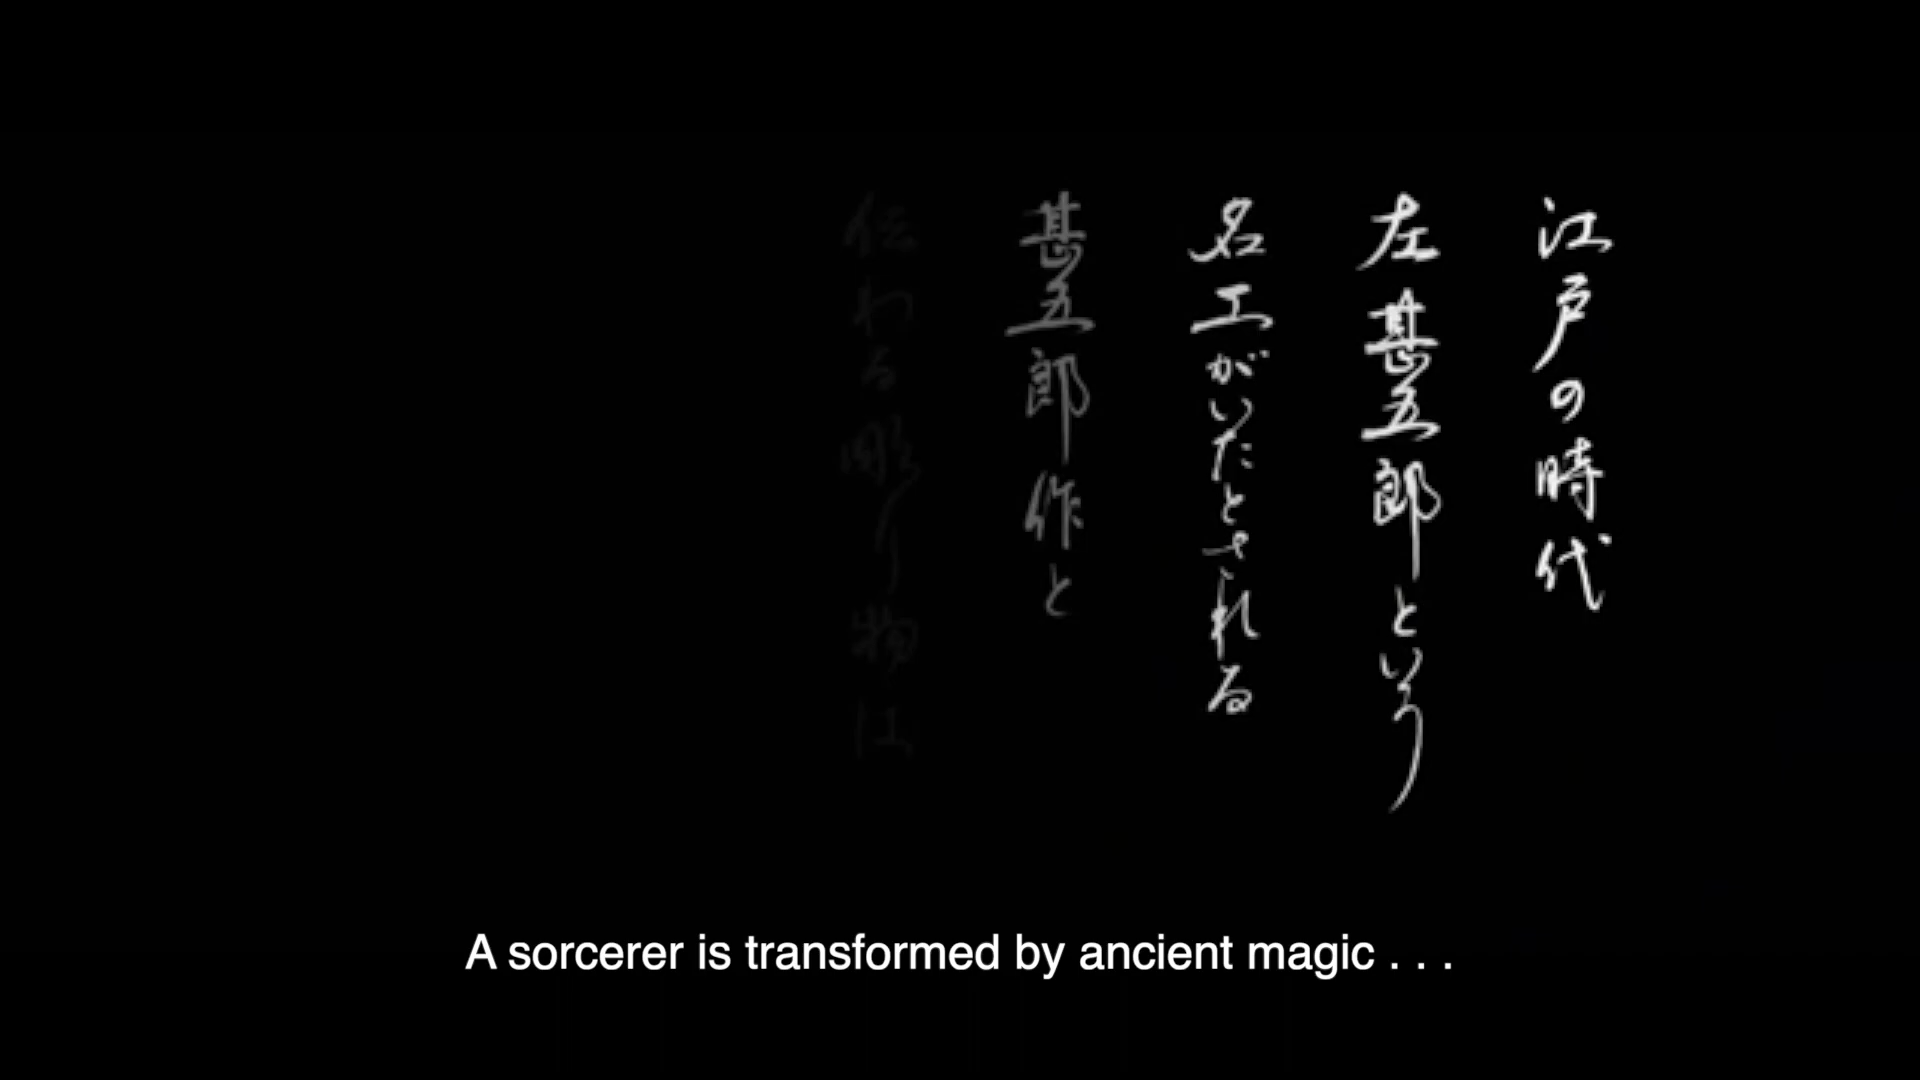 江戸の時代
左甚五郎という
名工がいたとされる
甚五郎作と
伝わる彫り物は
A sorcerer is transformed by ancient magic . . .